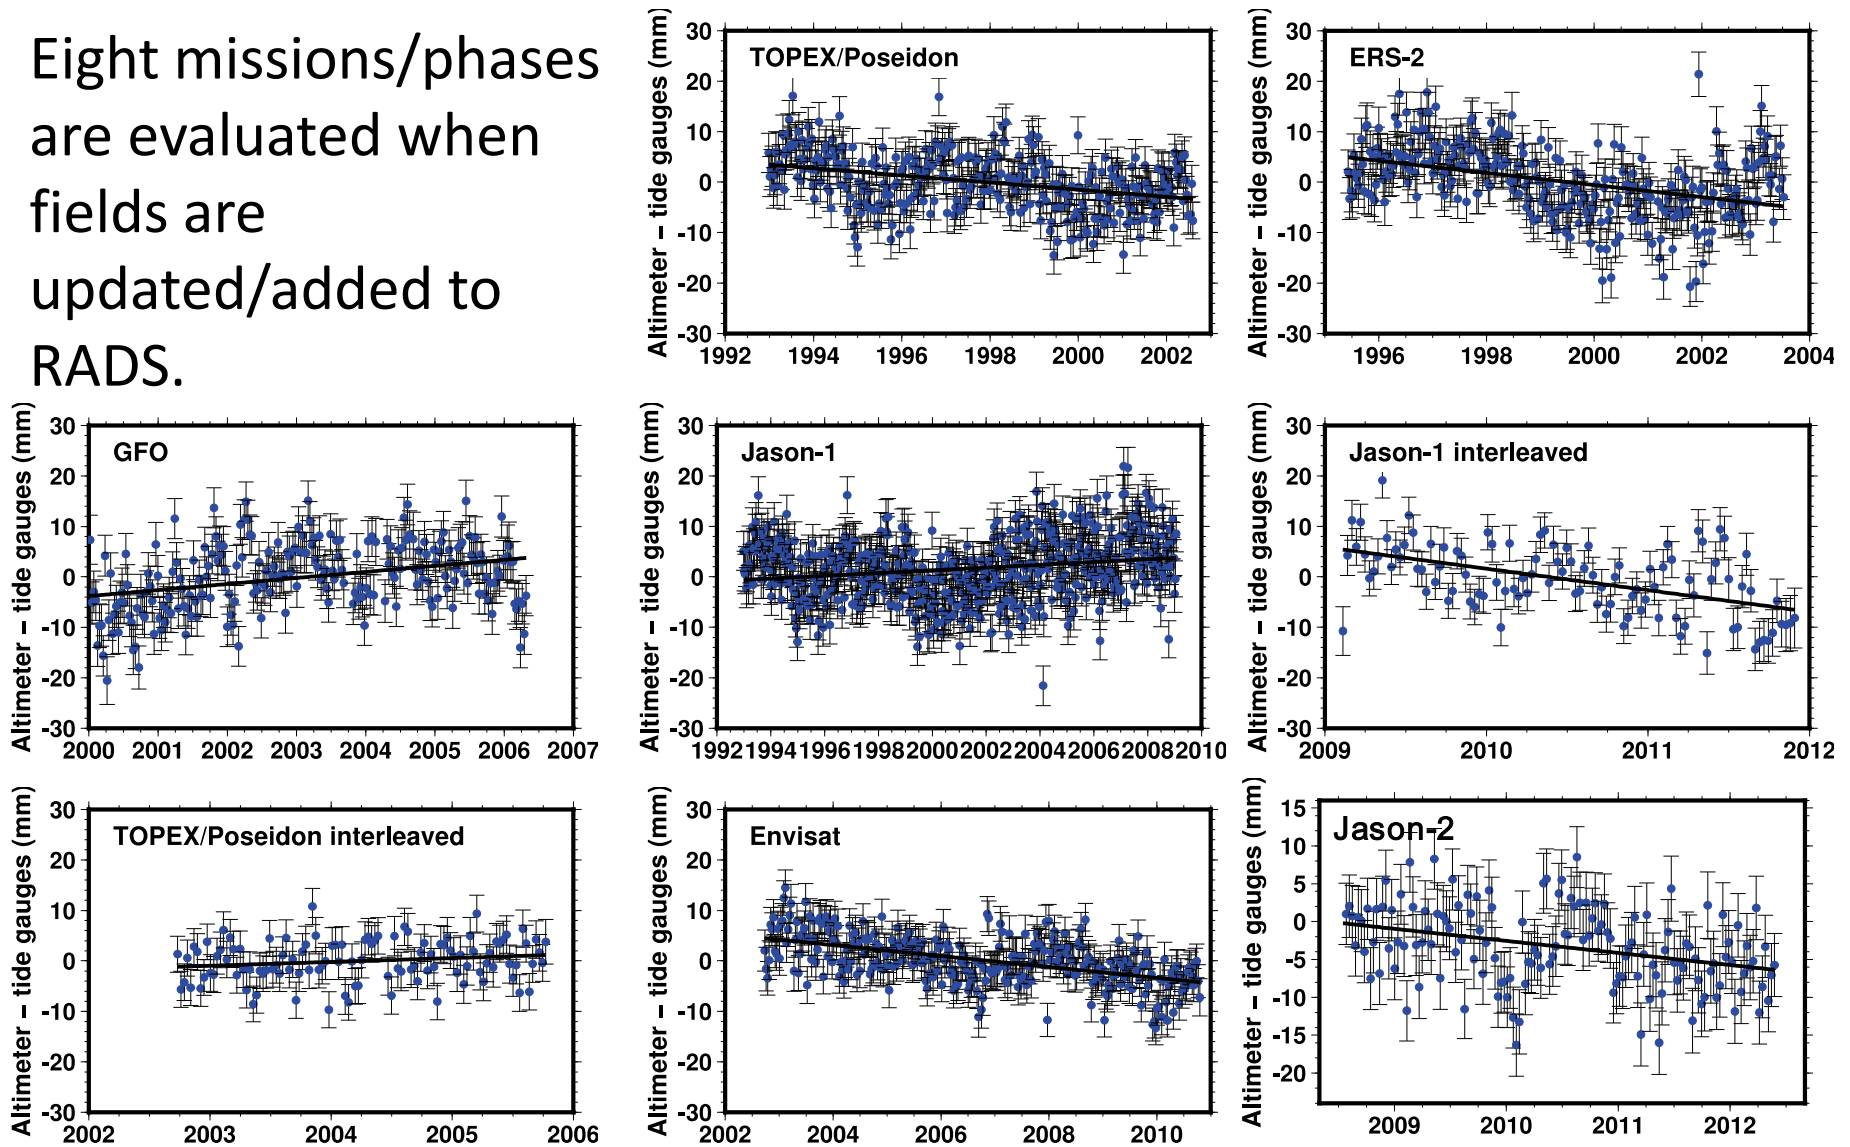 Eight missions/phases
are evaluated when
fields are
updated/added to
RADS.
Altimeter – tide gauges (mm)
30
20
10
0
-10
-20
-30
TOPEX/Poseidon
1992 1994 1996 1998 2000 2002
Altimeter – tide gauges (mm)
30
20
10
0
-10
-20
-30
ERS-2
1996 1998 2000 2002 2004
Altimeter – tide gauges (mm)
30
20
10
0
-10
-20
-30
GFO
2000 2001 2002 2003 2004 2005 2006 2007
Altimeter – tide gauges (mm)
30
20
10
0
-10
-20
-30
Jason-1
1992 1994 1996 1998 2000 2002 2004 2006 2008 2010
Altimeter – tide gauges (mm)
30
20
10
0
-10
-20
-30
Jason-1 interleaved
2009 2010 2011 2012
Altimeter – tide gauges (mm)
30
20
10
0
-10
-20
-30
TOPEX/Poseidon interleaved
2002 2003 2004 2005 2006
Altimeter – tide gauges (mm)
30
20
10
0
-10
-20
-30
Envisat
2002 2004 2006 2008 2010
Altimeter – tide gauges (mm)
15
10
5
0
-5
-10
-15
-20
Jason-2
2009 2010 2011 2012